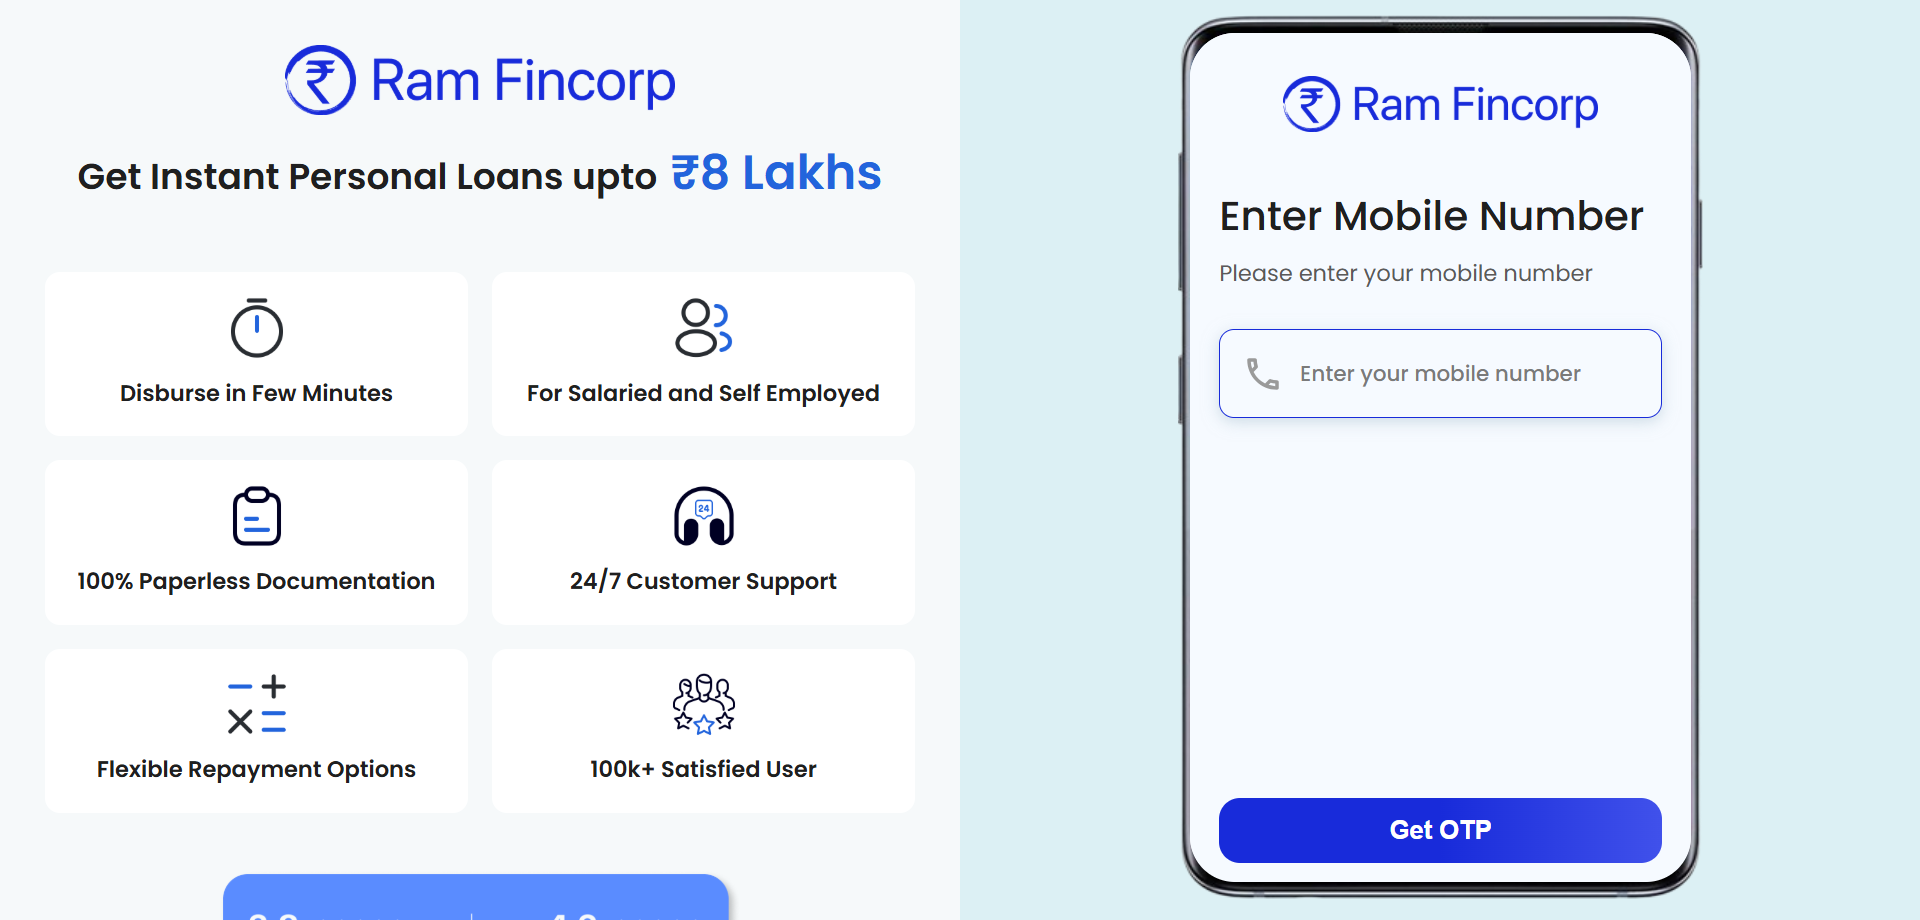 Ram Fincorp
Get Instant Personal Loans upto ₹8 Lakhs
Disburse in Few Minutes
For Salaried and Self Employed
100% Paperless Documentation
24
24/7 Customer Support
Flexible Repayment Options
100k+ Satisfied User
Ram Fincorp
Enter Mobile Number
Please enter your mobile number
Enter your mobile number
Get OTP